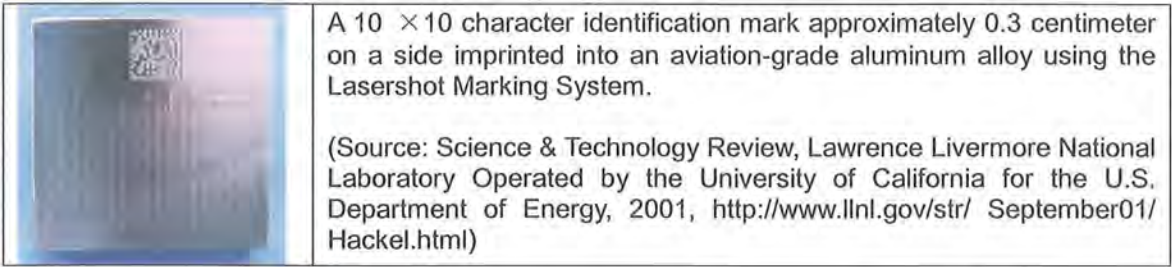 A 10 ×10 character identification mark approximately 0.3 centimeter
on a side imprinted into an aviation-grade aluminum alloy using the
Lasershot Marking System.
(Source: Science & Technology Review, Lawrence Livermore National
Laboratory Operated by the University of California for the U.S.
Department of Energy, 2001, http://www.llnl.gov/str/ September01/
Hackel.html)